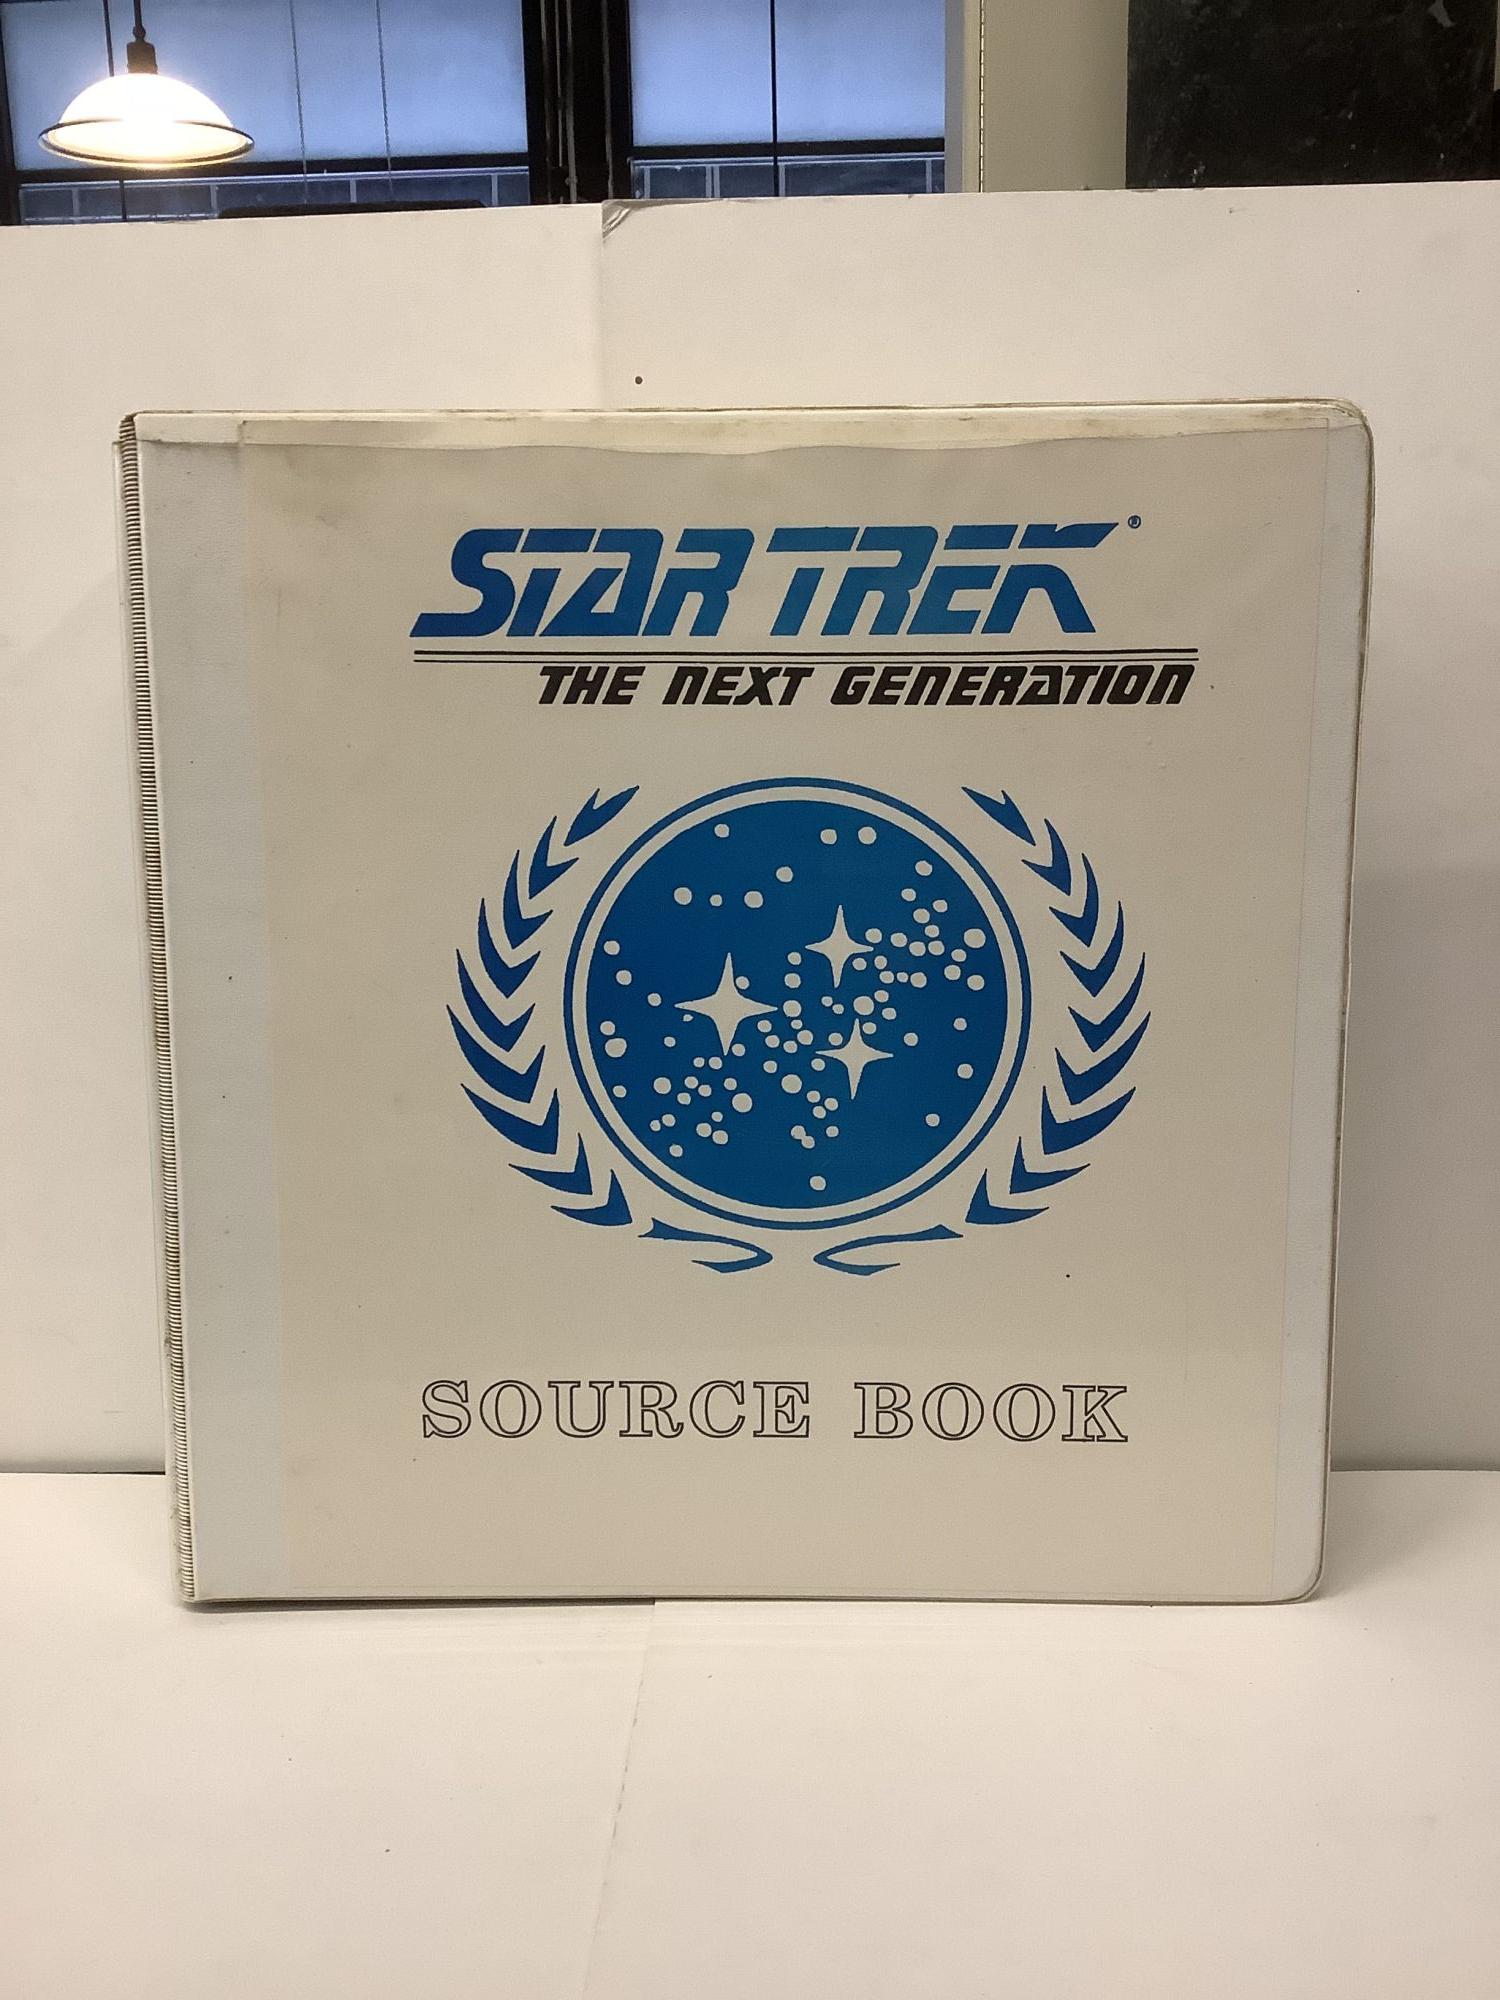 STAR TREK®
THE NEXT GENERATION
SOURCE BOOK